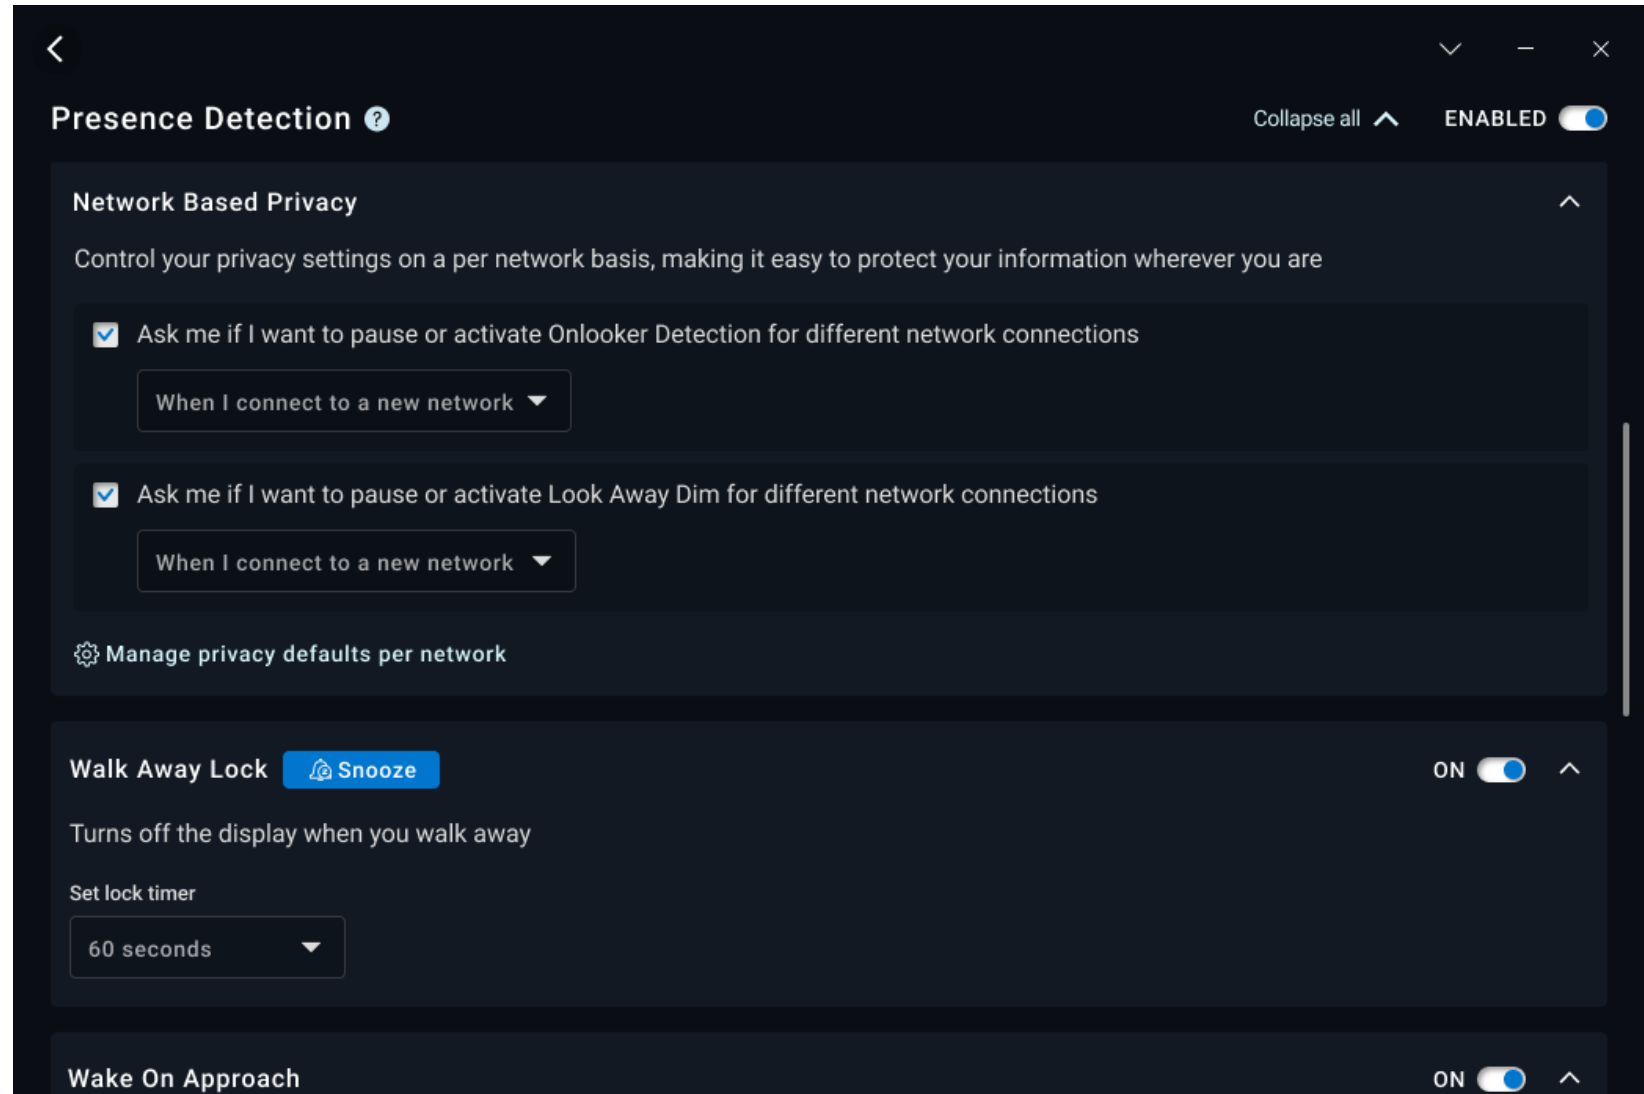 Presence Detection ?
Collapse all
ENABLED
Network Based Privacy
Control your privacy settings on a per network basis, making it easy to protect your information wherever you are
Ask me if I want to pause or activate Onlooker Detection for different network connections
When I connect to a new network
Ask me if I want to pause or activate Look Away Dim for different network connections
When I connect to a new network
Manage privacy defaults per network
Walk Away Lock
Snooze
ON
Turns off the display when you walk away
Set lock timer
60 seconds
Wake On Approach
ON